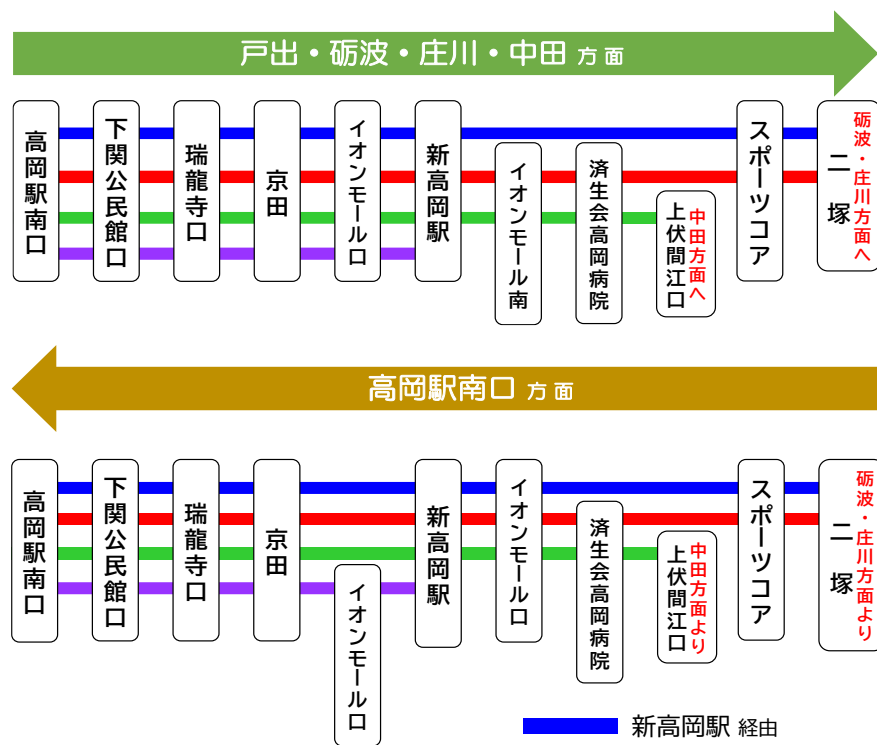 戸出・砺波・庄川・中田 方面
高岡駅南口
下関公民館口
瑞龍寺口
京田
イオンモール口
新高岡駅
イオンモール南
済生会高岡病院
上伏間江口
中田方面へ
スポーツコア
二塚
砺波・庄川方面へ
高岡駅南口 方面
高岡駅南口
下関公民館口
瑞龍寺口
京田
イオンモール口
新高岡駅
イオンモール口
済生会高岡病院
上伏間江口
中田方面より
スポーツコア
二塚
砺波・庄川方面より
新高岡駅 経由